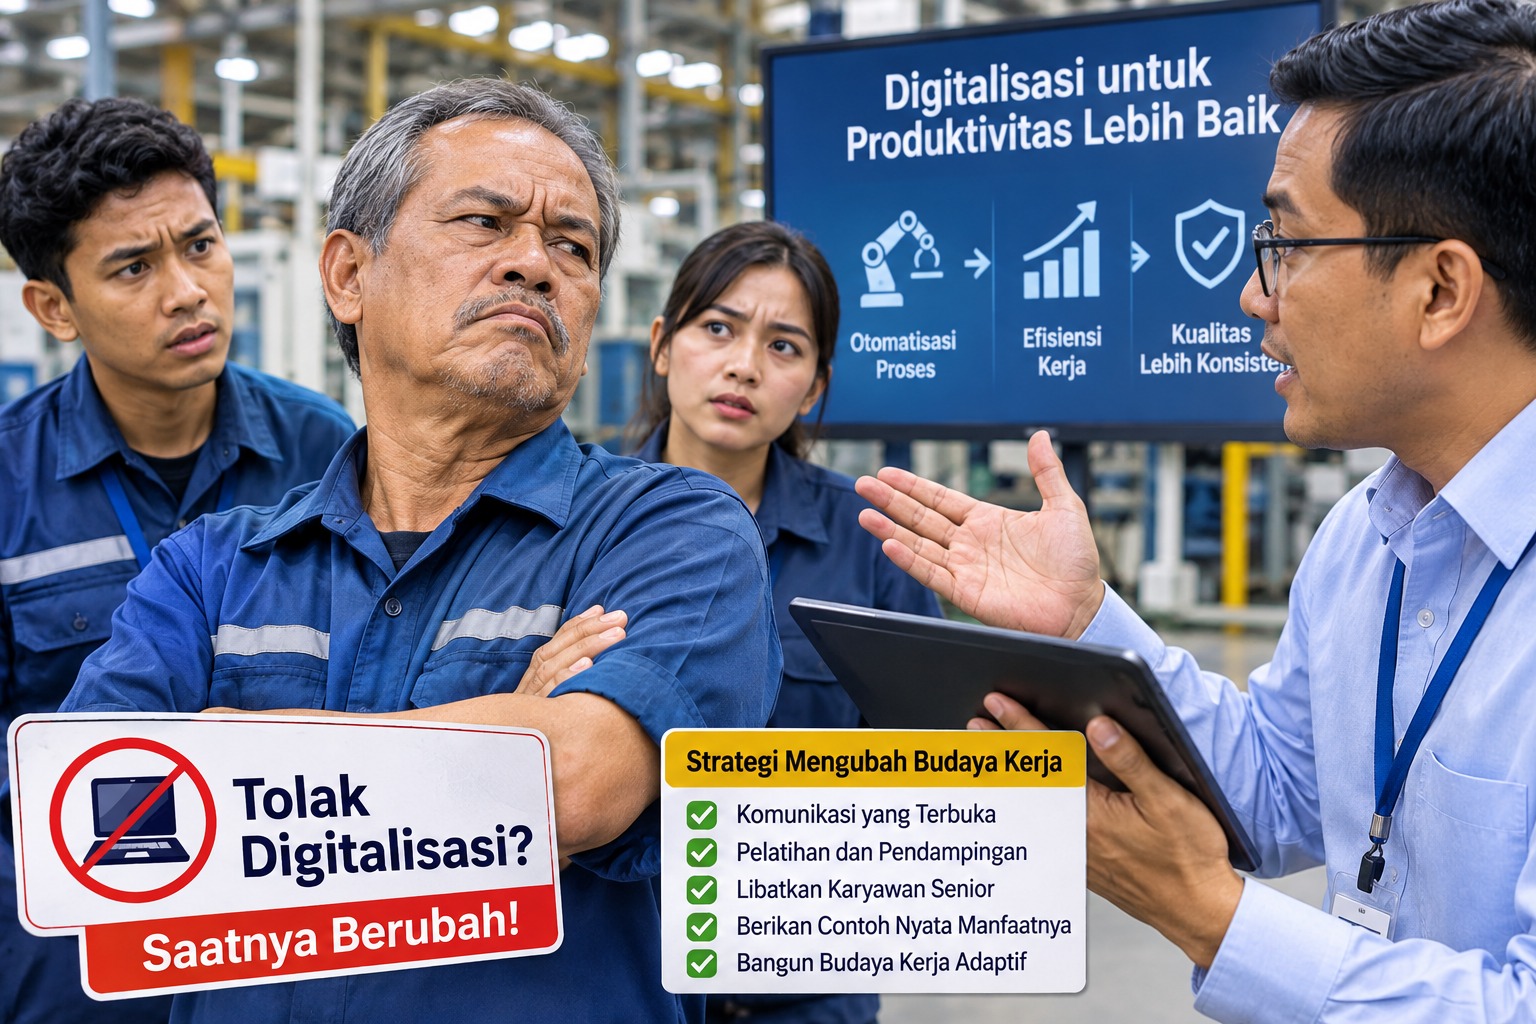 Digitalisasi untuk
Produktivitas Lebih Baik
Otomatisasi
Proses
Efisiensi
Kerja
Kualitas
Lebih Konsisten
Tolak
Digitalisasi?
Saatnya Berubah!
Strategi Mengubah Budaya Kerja
Komunikasi yang Terbuka
Pelatihan dan Pendampingan
Libatkan Karyawan Senior
Berikan Contoh Nyata Manfaatnya
Bangun Budaya Kerja Adaptif